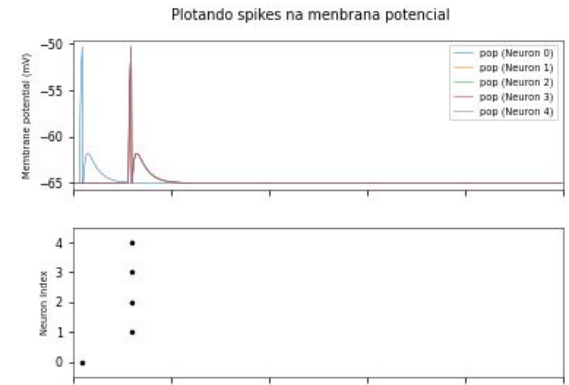 Plotando spikes na menbrana potencial
Membrane potential (mV)
−50
−55
−60
−65
pop (Neuron 0)
pop (Neuron 1)
pop (Neuron 2)
pop (Neuron 3)
pop (Neuron 4)
Neuron Index
4
3
2
1
0